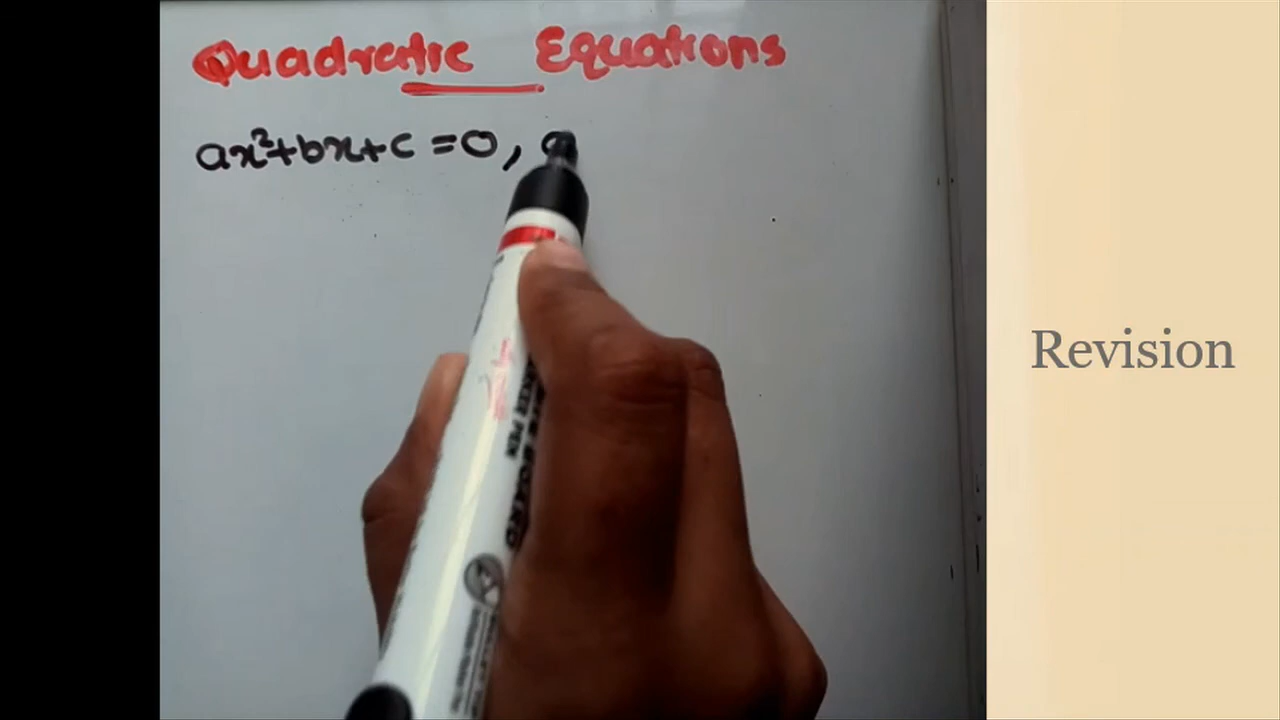 Quadratic Equations
ax²+bx+c =0, a
Revision